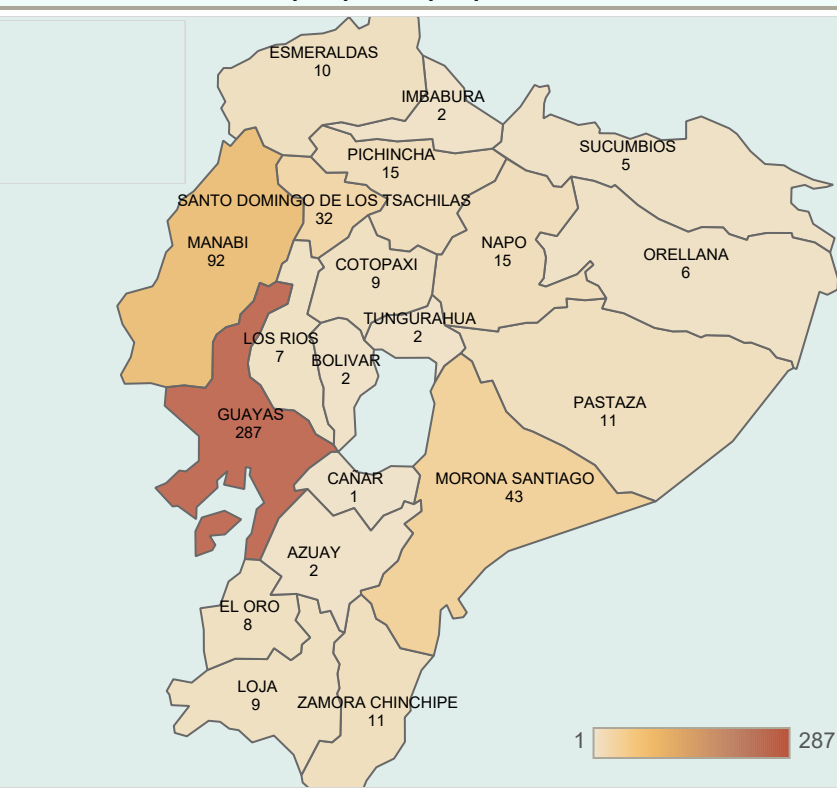 ESMERALDAS
10
IMBABURA
2
PICHINCHA
15
SUCUMBIOS
5
SANTO DOMINGO DE LOS TSACHILAS
32
MANABI
92
NAPO
15
ORELLANA
6
COTOPAXI
9
TUNGURAHUA
2
LOS RIOS
7
BOLIVAR
2
PASTAZA
11
GUAYAS
287
CAÑAR
1
MORONA SANTIAGO
43
AZUAY
2
EL ORO
8
LOJA
9
ZAMORA CHINCHIPE
11
1
287